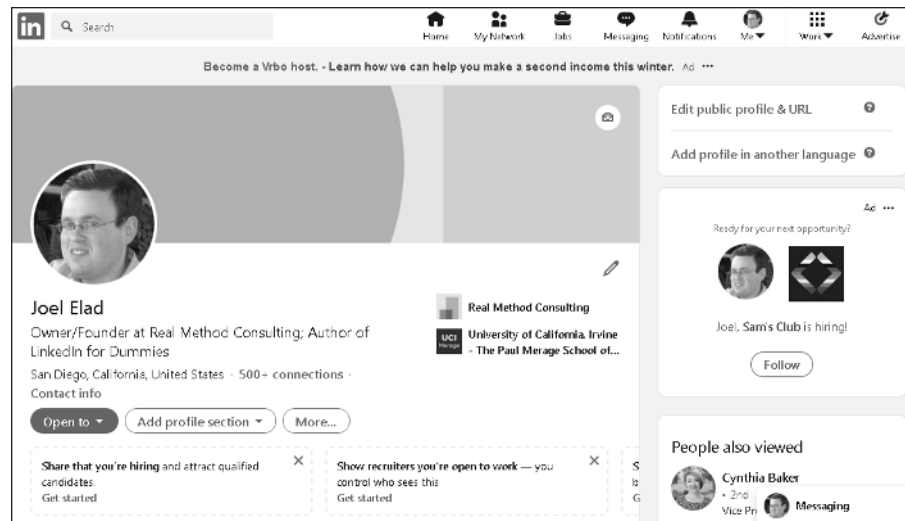 in
Search
Home
My Network
Jobs
Messaging
Notifications
Me
Work
Advertise
Become a Vrbo host. - Learn how we can help you make a second income this winter. Ad •••
Edit public profile & URL
Add profile in another language
Ad •••
Ready for your next opportunity?
Joel, Sam's Club is hiring!
Follow
Joel Elad
Owner/Founder at Real Method Consulting; Author of
LinkedIn for Dummies
San Diego, California, United States · 500+ connections ·
Contact info
Real Method Consulting
UCI
Merage
University of California, Irvine
- The Paul Merage School of...
Open to
Add profile section
More...
Share that you're hiring and attract qualified
candidates.
Get started
Show recruiters you're open to work — you
control who sees this
Get started
S
b
G
People also viewed
Cynthia Baker
• 2nd
Vice Pr
Messaging